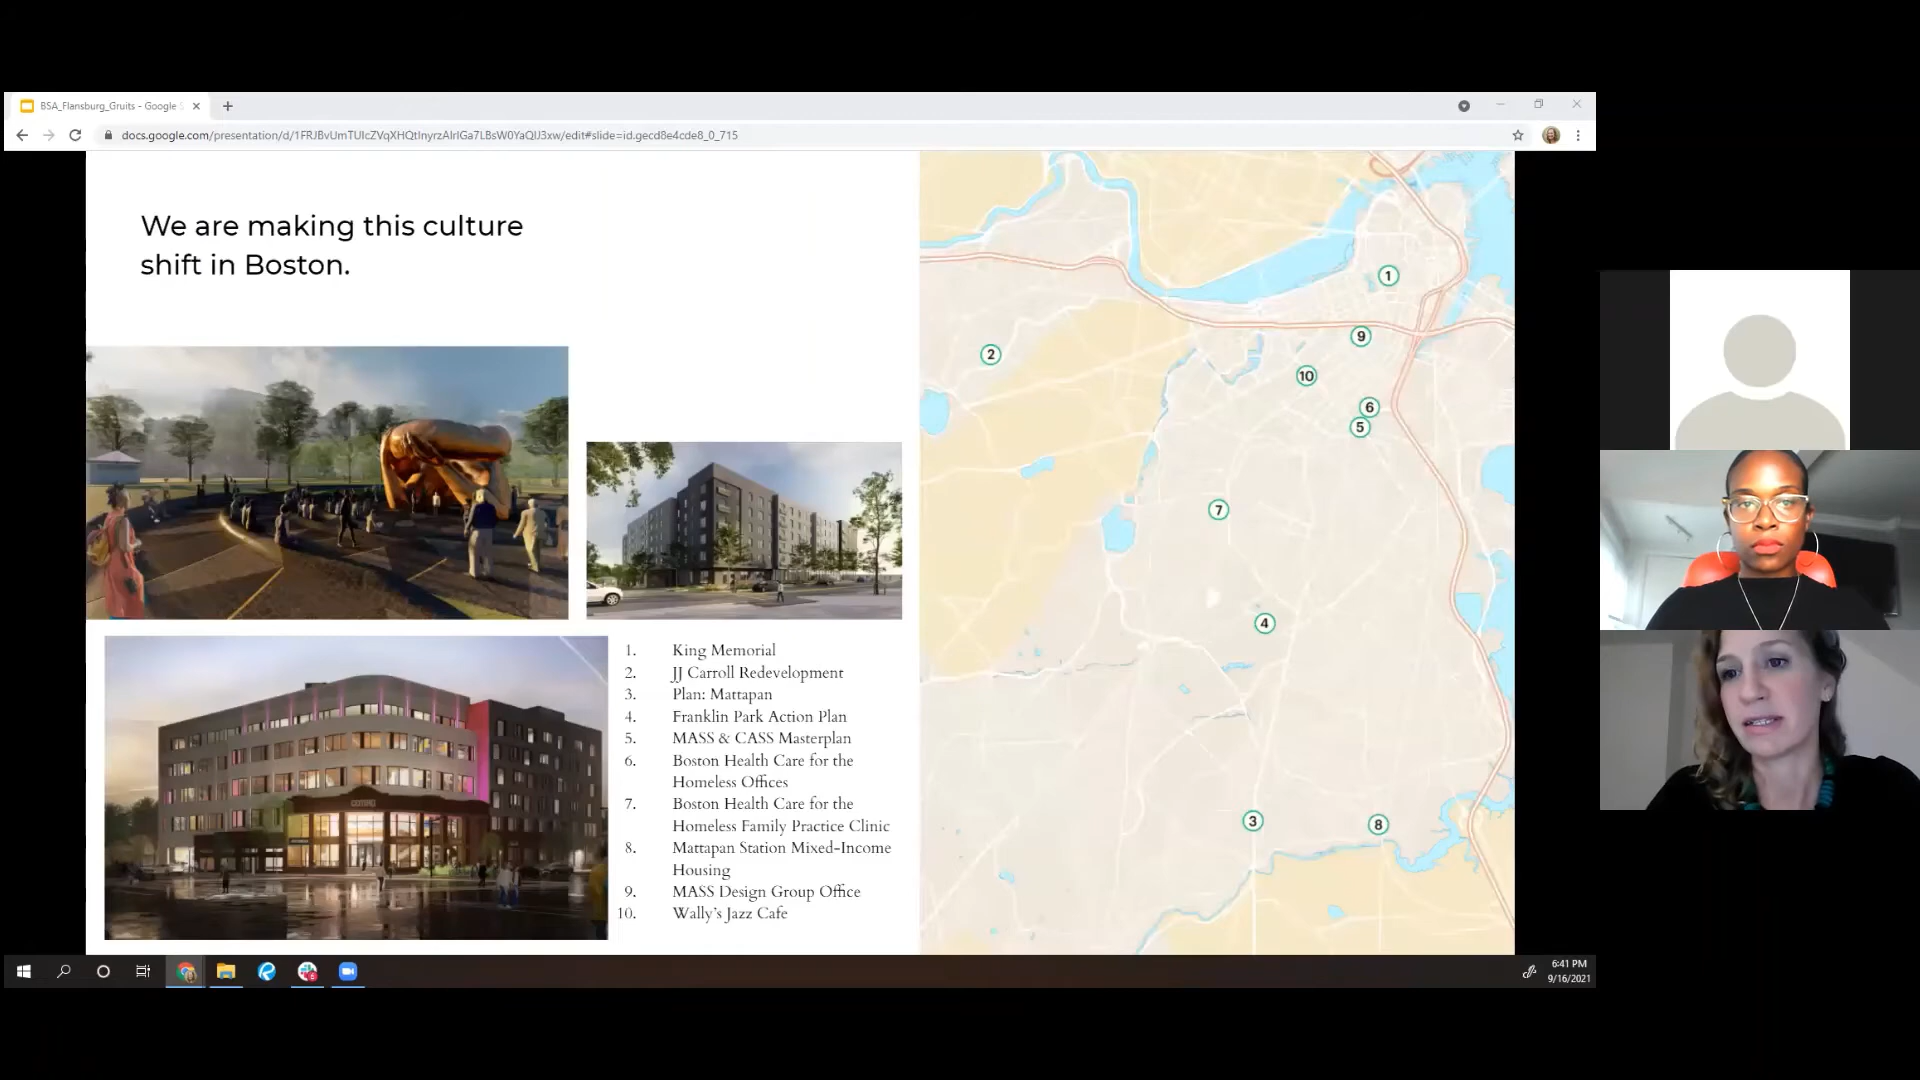 BSA_Flansburg_Gruits - Google
docs.google.com/presentation/d/1FRJBvUmTUIcZVqXHQtInyrzAIrIGa7LBsW0YaQIJ3xw/edit#slide=id.gecd8e4cde8_0_715
We are making this culture
shift in Boston.
1. King Memorial
2. JJ Carroll Redevelopment
3. Plan: Mattapan
4. Franklin Park Action Plan
5. MASS & CASS Masterplan
6. Boston Health Care for the
Homeless Offices
7. Boston Health Care for the
Homeless Family Practice Clinic
8. Mattapan Station Mixed-Income
Housing
9. MASS Design Group Office
10. Wally's Jazz Cafe
1
2
9
10
6
5
7
4
3
8
6:41 PM
9/16/2021